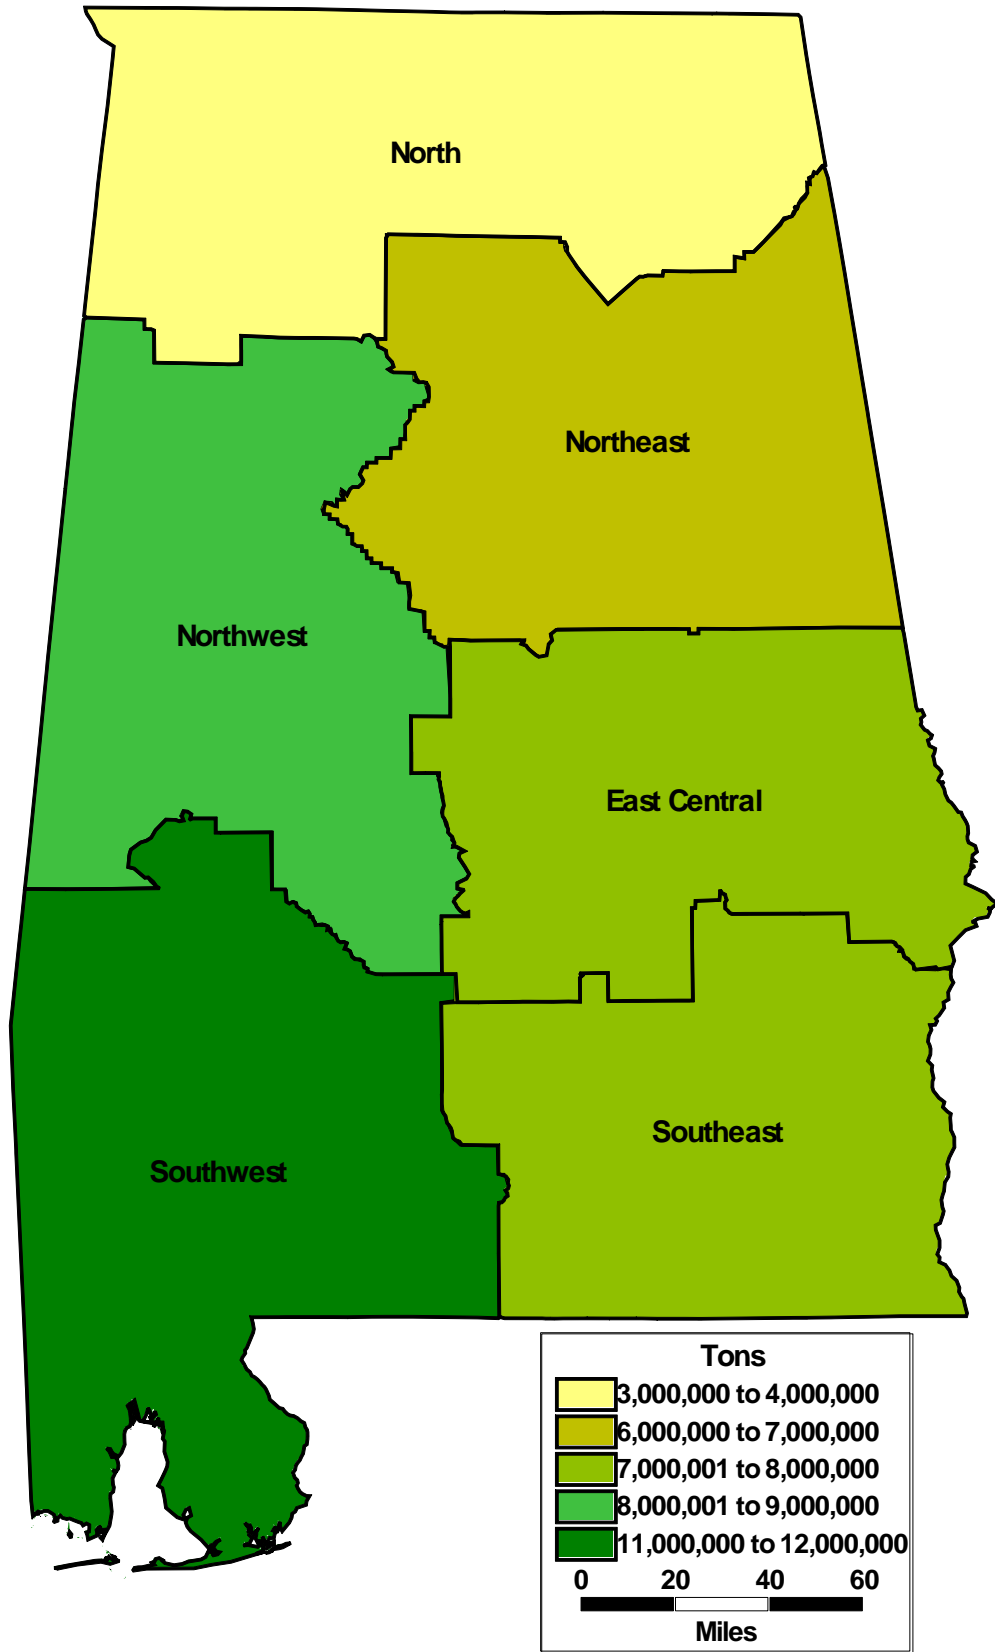 North
Northeast
Northwest
East Central
Southeast
Southwest
Tons
3,000,000 to 4,000,000
6,000,000 to 7,000,000
7,000,001 to 8,000,000
8,000,001 to 9,000,000
11,000,000 to 12,000,000
0 20 40 60
Miles